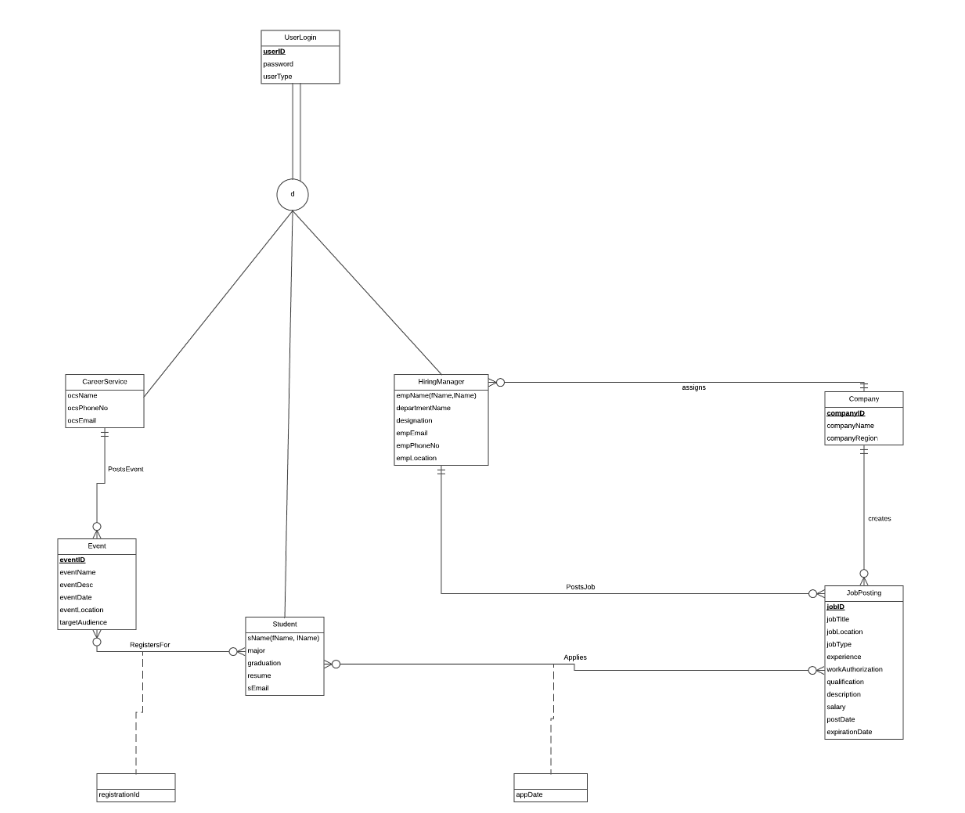 UserLogin
userID
password
userType
d
CareerService
ocsName
ocsPhoneNo
ocsEmail
HiringManager
empName(fName,lName)
departmentName
designation
empEmail
empPhoneNo
empLocation
assigns
Company
companyID
companyName
companyRegion
PostsEvent
creates
Event
eventID
eventName
eventDesc
eventDate
eventLocation
targetAudience
PostsJob
JobPosting
jobID
jobTitle
jobLocation
jobType
experience
workAuthorization
qualification
description
salary
postDate
expirationDate
RegistersFor
Student
sName(fName, lName)
major
graduation
resume
stEmail
Applies
registrationId
appDate